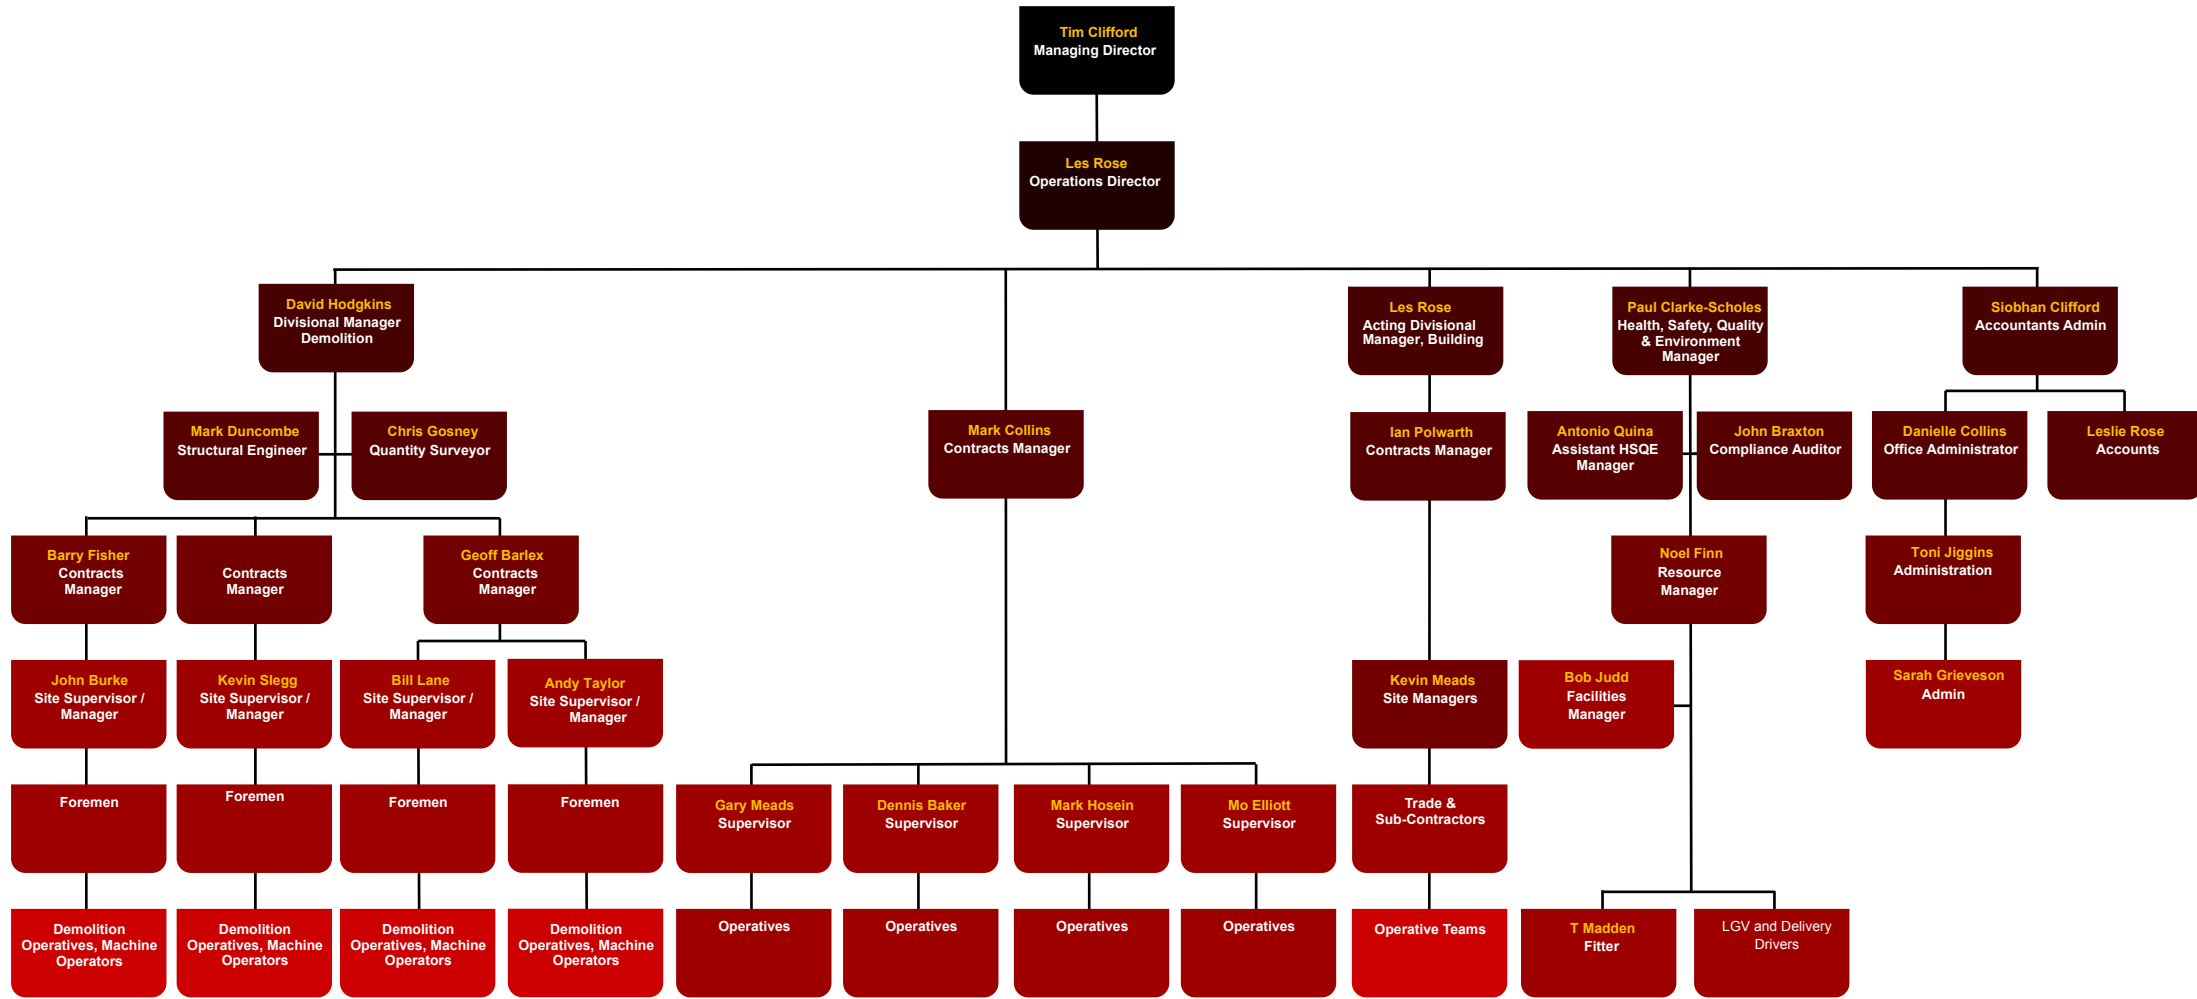 Tim Clifford
Managing Director
Les Rose
Operations Director
David Hodgkins
Divisional Manager
Demolition
Les Rose
Acting Divisional
Manager, Building
Paul Clarke-Scholes
Health, Safety, Quality
& Environment
Manager
Siobhan Clifford
Accountants Admin
Mark Duncombe
Structural Engineer
Chris Gosney
Quantity Surveyor
Mark Collins
Contracts Manager
Ian Polwarth
Contracts Manager
Antonio Quina
Assistant HSQE
Manager
John Braxton
Compliance Auditor
Danielle Collins
Office Administrator
Leslie Rose
Accounts
Barry Fisher
Contracts
Manager
Contracts
Manager
Geoff Barlex
Contracts
Manager
Noel Finn
Resource
Manager
Toni Jiggins
Administration
John Burke
Site Supervisor /
Manager
Kevin Slegg
Site Supervisor /
Manager
Bill Lane
Site Supervisor /
Manager
Andy Taylor
Site Supervisor /
Manager
Kevin Meads
Site Managers
Bob Judd
Facilities
Manager
Sarah Grieveson
Admin
Foremen
Foremen
Foremen
Foremen
Gary Meads
Supervisor
Dennis Baker
Supervisor
Mark Hosein
Supervisor
Mo Elliott
Supervisor
Trade &
Sub-Contractors
Demolition
Operatives, Machine
Operators
Demolition
Operatives, Machine
Operators
Demolition
Operatives, Machine
Operators
Demolition
Operatives, Machine
Operators
Operatives
Operatives
Operatives
Operatives
Operative Teams
T Madden
Fitter
LGV and Delivery
Drivers